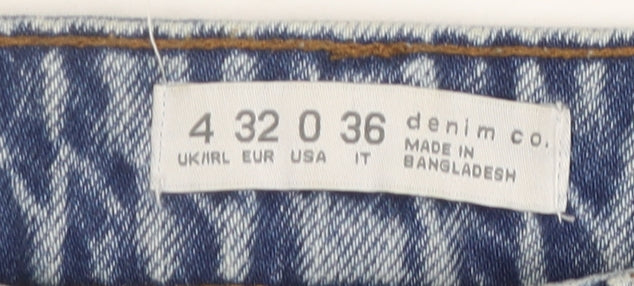 4 32 0 36 denim co.
UK/IRL EUR USA IT MADE IN
BANGLADESH